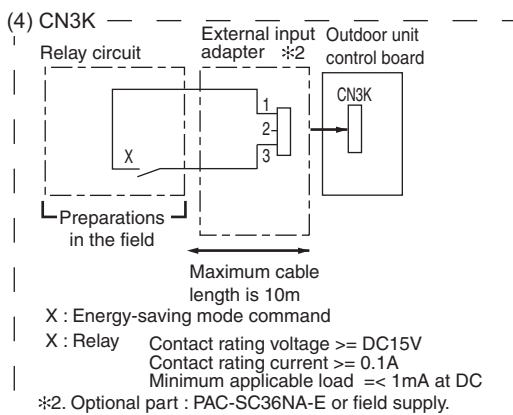 (4) CN3K
External input
adapter ✻2
Outdoor unit
control board
Relay circuit
CN3K
1
2
3
X
Preparations
in the field
Maximum cable
length is 10m
X : Energy-saving mode command
X : Relay Contact rating voltage >= DC15V
Contact rating current >= 0.1A
Minimum applicable load =< 1mA at DC
✻2. Optional part : PAC-SC36NA-E or field supply.